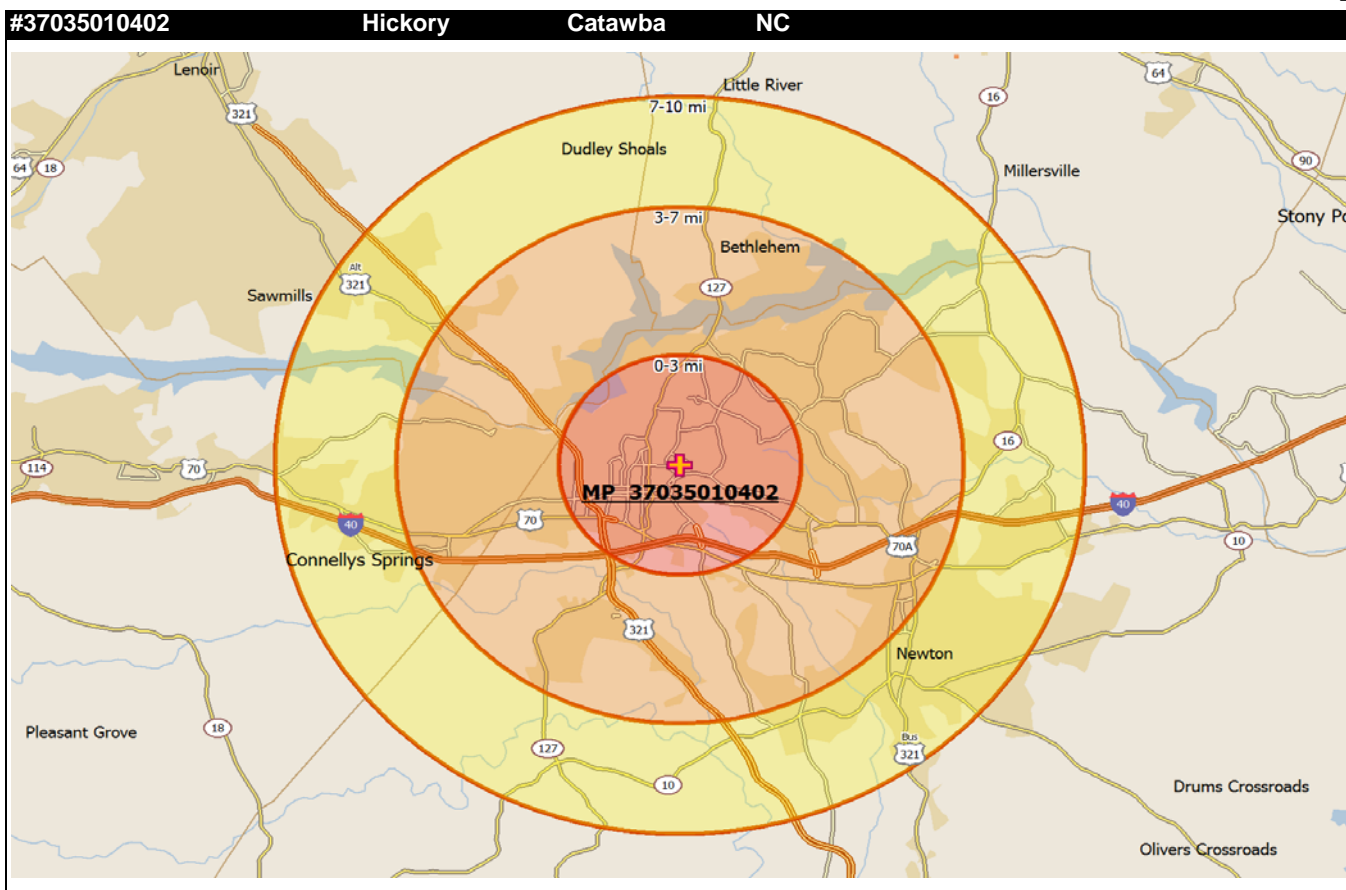 #37035010402 Hickory Catawba NC
Lenoir
Little River
64
321
7-10 mi
16
Dudley Shoals
90
64 18
Millersville
3-7 mi
Stony Po
Bethlehem
Alt
321
127
Sawmills
0-3 mi
16
114
70
MP 37035010402
40
70
40
10
70A
Connellys Springs
321
Newton
18
Pleasant Grove
127
Bus
321
10
Drums Crossroads
Olivers Crossroads